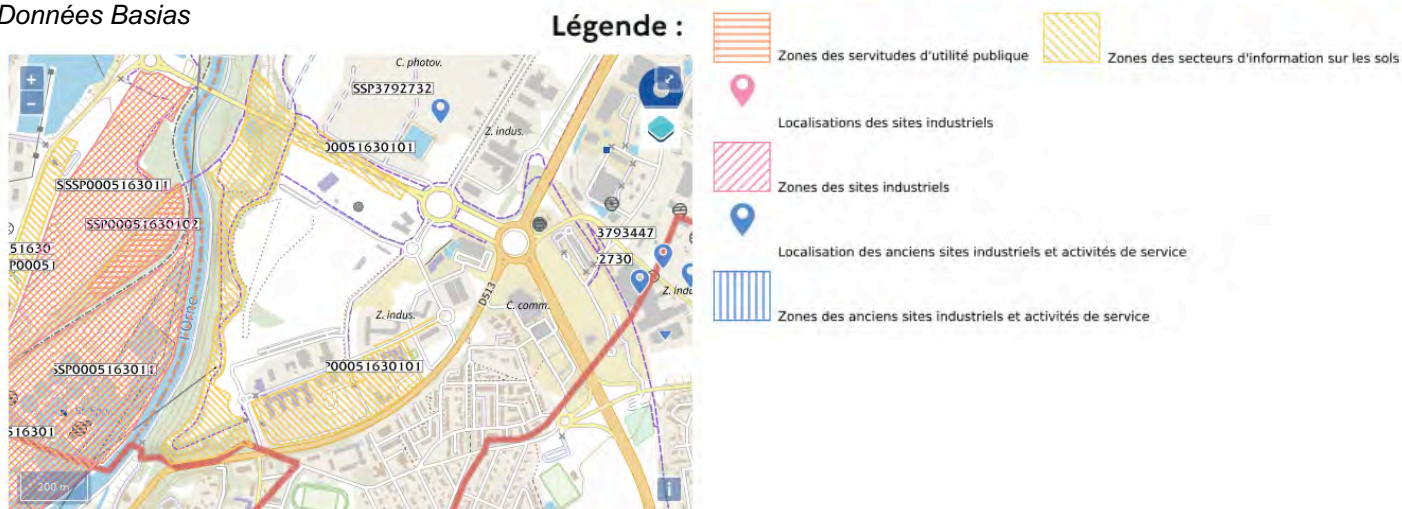 Données Basias
Légende :
Zones des servitudes d'utilité publique
Zones des secteurs d'information sur les sols
Localisations des sites industriels
Zones des sites industriels
Localisation des anciens sites industriels et activités de service
Zones des anciens sites industriels et activités de service
+
−
C. photov.
SSP3792732
Z. indus.
00051630101
SSSP00051630101
SSP00051630102
51630
P00051
3793447
2730
l'Orne
D513
C. comm.
Z. indus.
P00051630101
516301
200 m
i